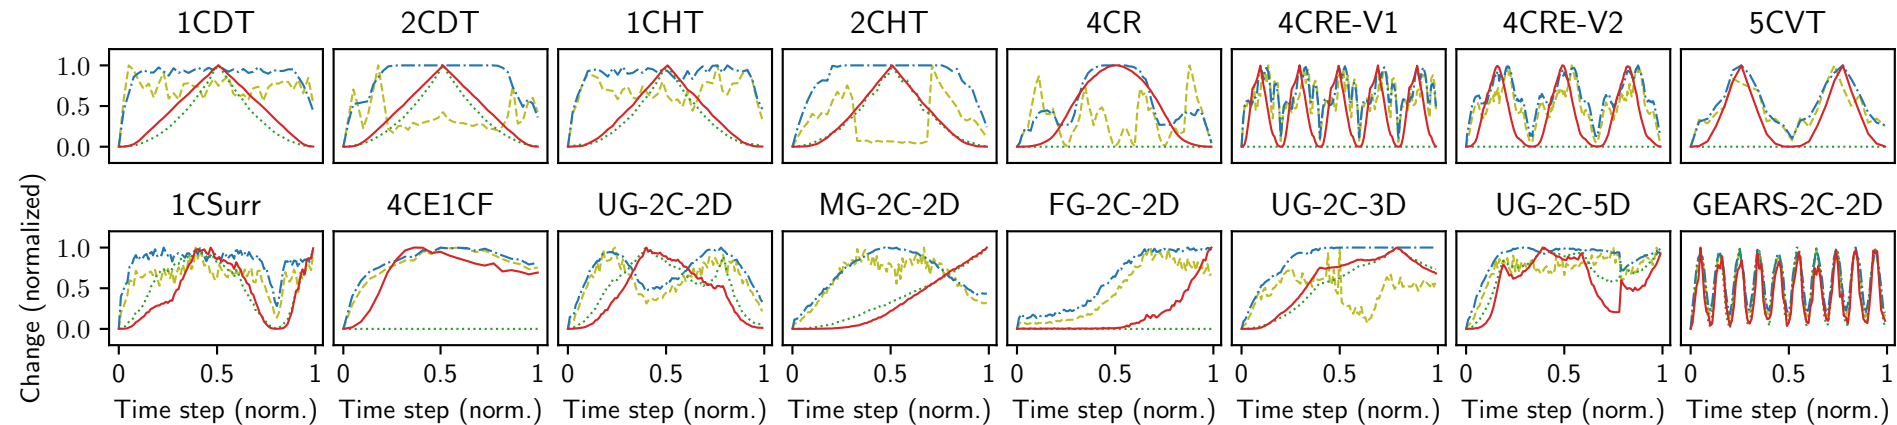 1CDT 2CDT 1CHT 2CHT 4CR 4CRE-V1 4CRE-V2 5CVT
1.0
0.5
0.0
Change (normalized)
1CSurr 4CE1CF UG-2C-2D MG-2C-2D FG-2C-2D UG-2C-3D UG-2C-5D GEARS-2C-2D
1.0
0.5
0.0
0 0.5 1 0 0.5 1 0 0.5 1 0 0.5 1 0 0.5 1 0 0.5 1 0 0.5 1 0 0.5 1
Time step (norm.) Time step (norm.) Time step (norm.) Time step (norm.) Time step (norm.) Time step (norm.) Time step (norm.) Time step (norm.)